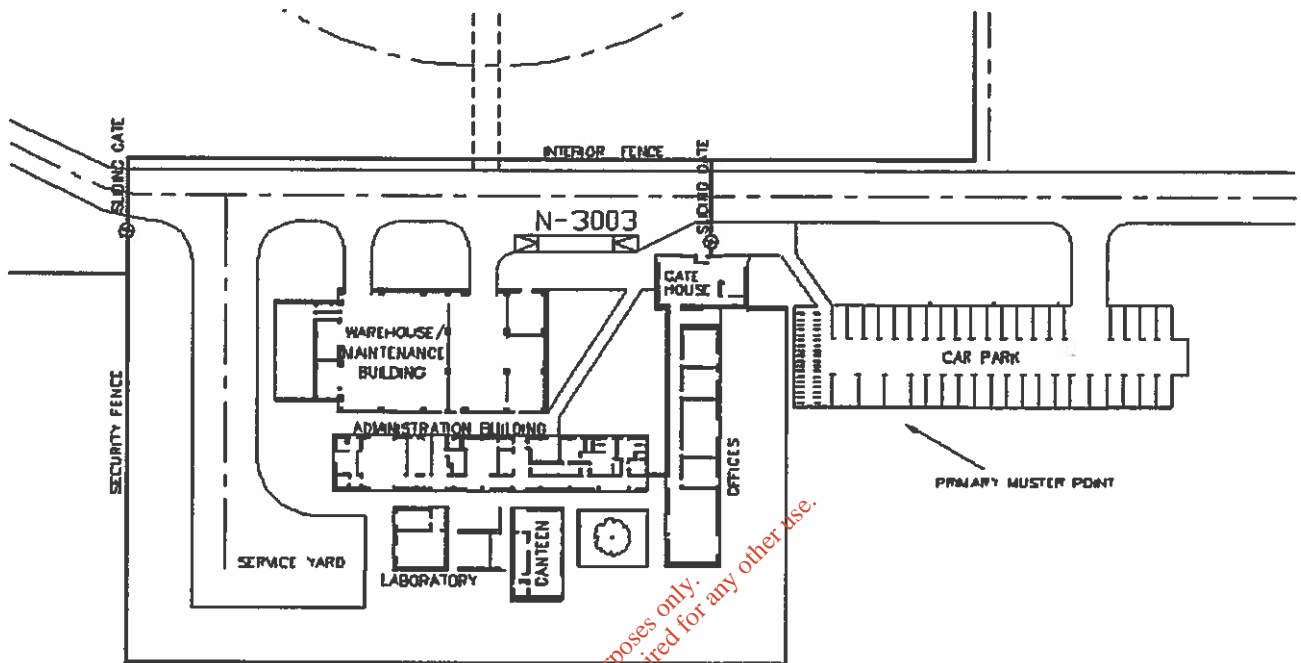 SLIDING GATE
INTERIOR FENCE
SLIDING GATE
N-3003
GATE
HOUSE
WAREHOUSE/
MAINTENANCE
BUILDING
CAR PARK
SECURITY FENCE
ADMINISTRATION BUILDING
OFFICES
PRIMARY MUSTER POINT
SERVICE YARD
LABORATORY
CANTEEN
poses only.
ired for any other use.